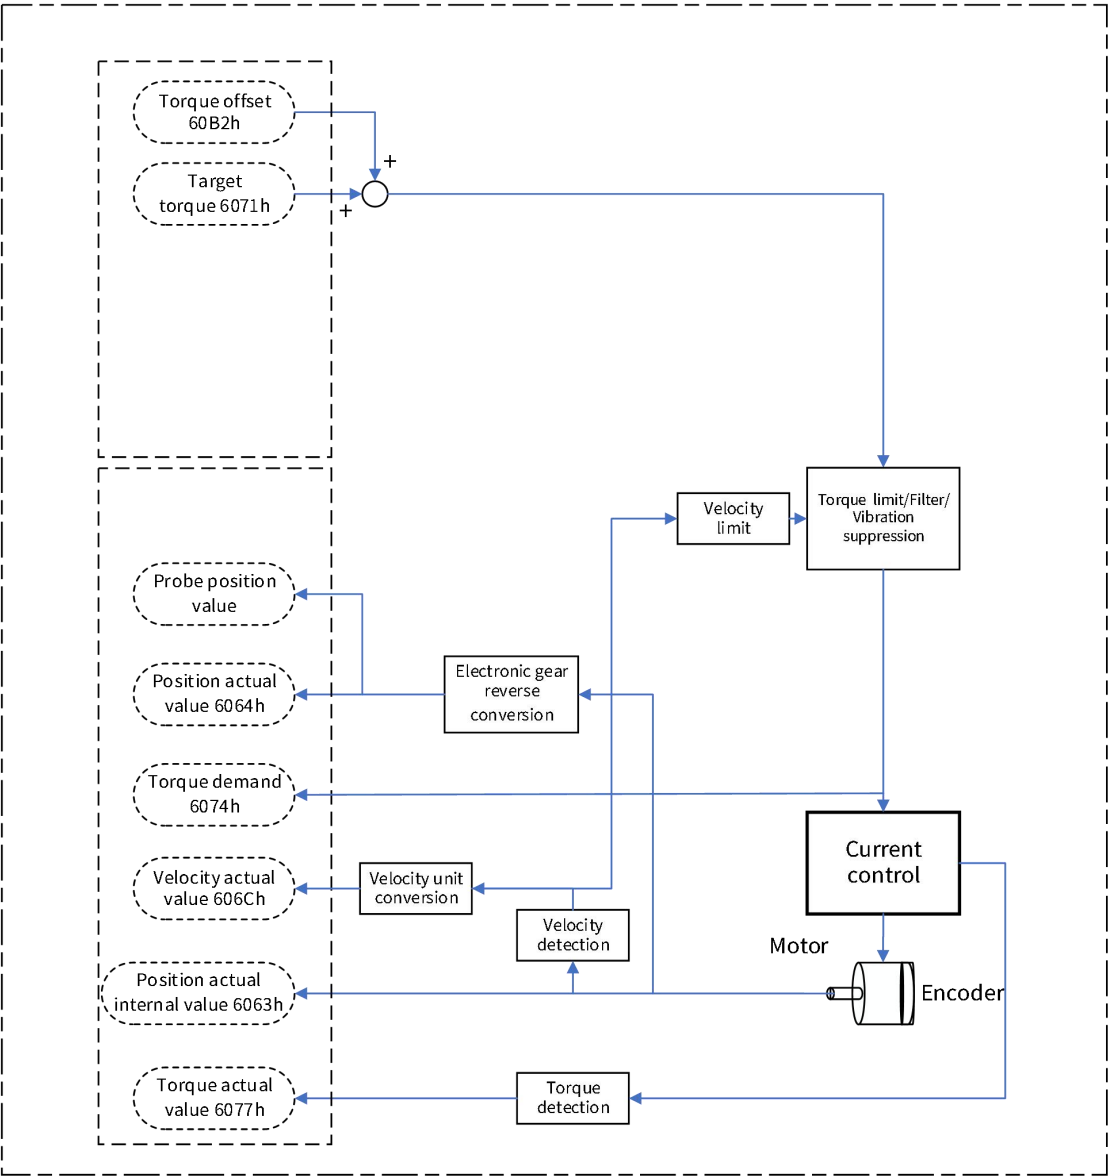 Torque offset
60B2h
+
Target
torque 6071h
+
Velocity
limit
Torque limit/Filter/
Vibration
suppression
Probe position
value
Electronic gear
reverse
conversion
Position actual
value 6064h
Torque demand
6074h
Current
control
Velocity actual
value 606Ch
Velocity unit
conversion
Velocity
detection
Motor
Position actual
internal value 6063h
Encoder
Torque actual
value 6077h
Torque
detection